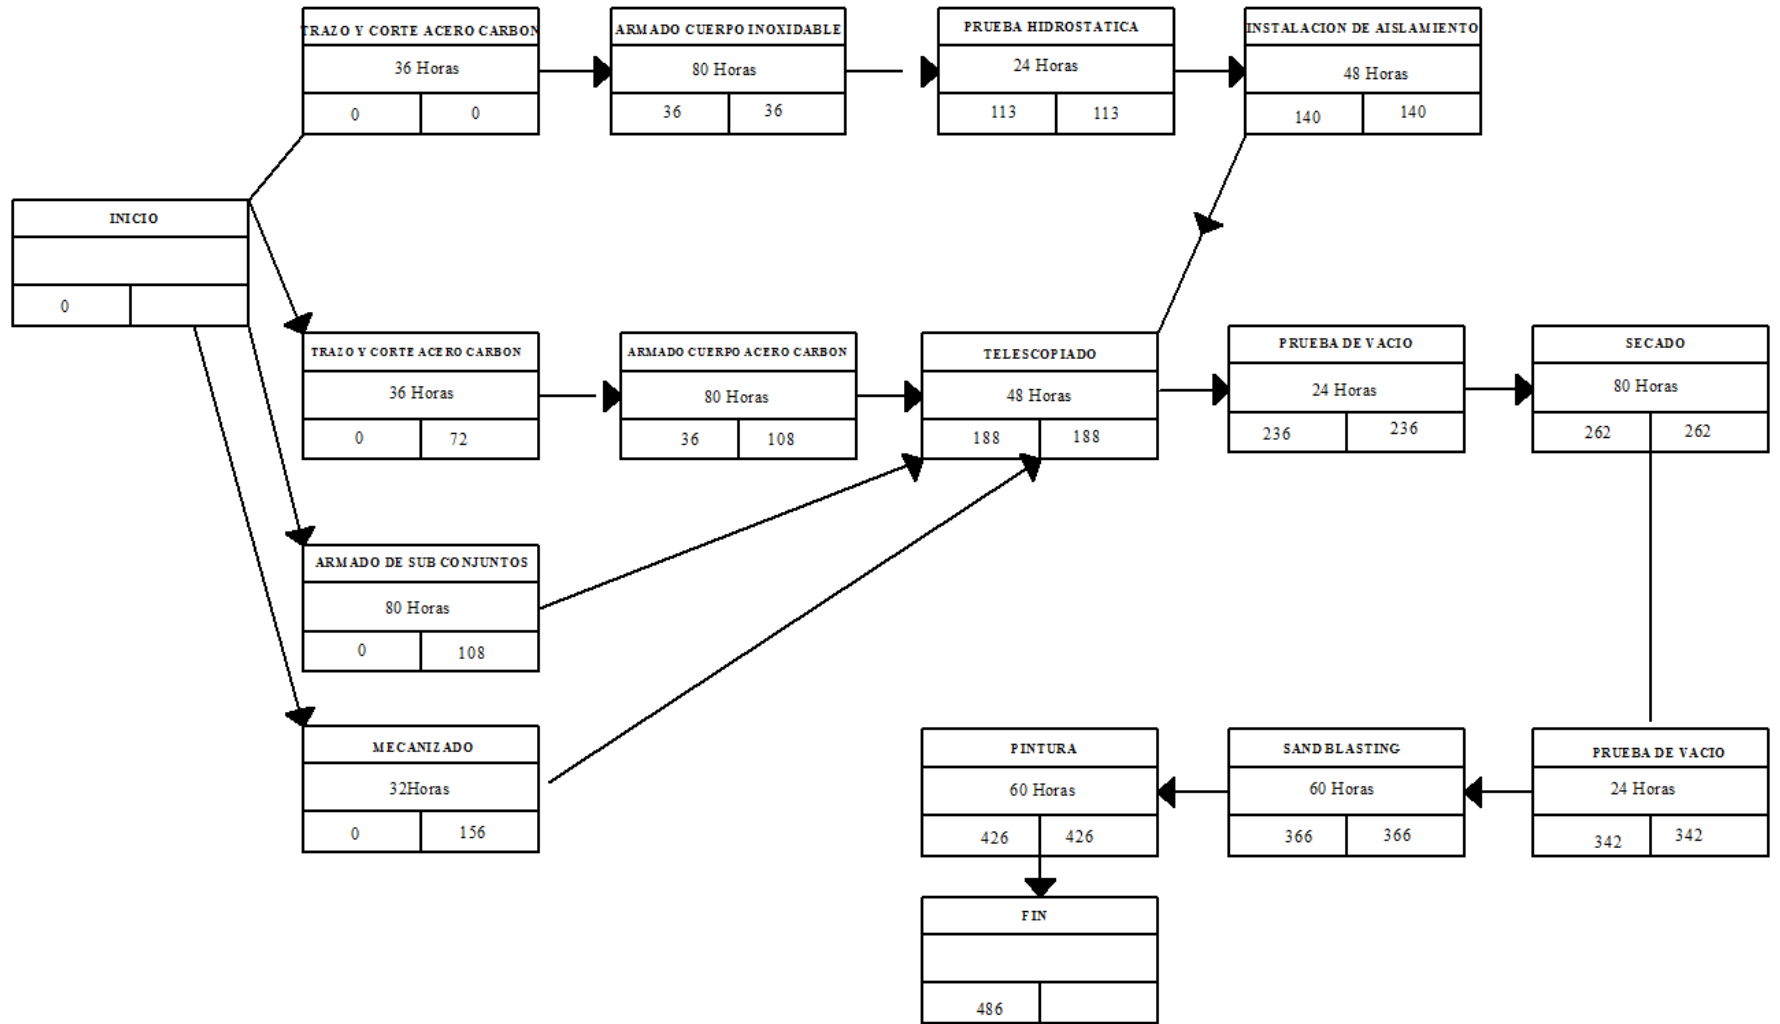 TRAZO Y CORTE ACERO CARBON
36 Horas
0 0
ARMADO CUERPO INOXIDABLE
80 Horas
36 36
PRUEBA HIDROSTATICA
24 Horas
113 113
INSTALACION DE AISLAMIENTO
48 Horas
140 140
INICIO
0
TRAZO Y CORTE ACERO CARBON
36 Horas
0 72
ARMADO CUERPO ACERO CARBON
80 Horas
36 108
TELESCOPIADO
48 Horas
188 188
PRUEBA DE VACIO
24 Horas
236 236
SECADO
80 Horas
262 262
ARMADO DE SUB CONJUNTOS
80 Horas
0 108
MECANIZADO
32Horas
0 156
PINTURA
60 Horas
426 426
SAND BLASTING
60 Horas
366 366
PRUEBA DE VACIO
24 Horas
342 342
FIN
486